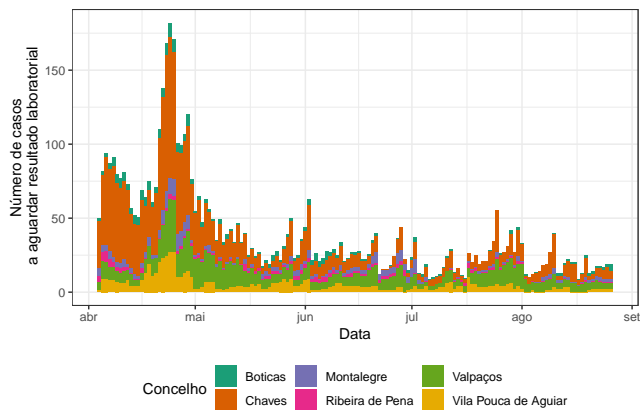 Número de casos
a aguardar resultado laboratorial
150
100
50
0
abr mai jun jul ago set
Data
Concelho
Boticas Montalegre Valpaços
Chaves Ribeira de Pena Vila Pouca de Aguiar